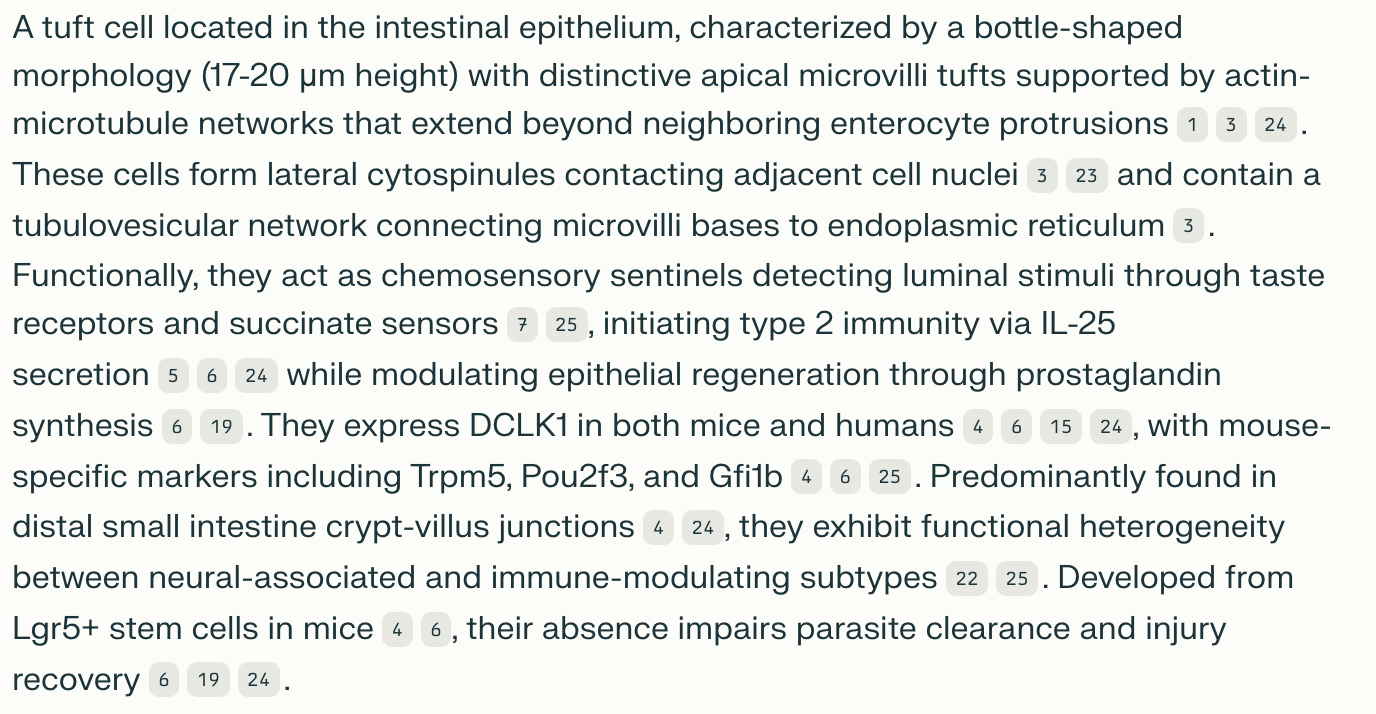 A tuft cell located in the intestinal epithelium, characterized by a bottle-shaped
morphology (17-20 µm height) with distinctive apical microvilli tufts supported by actin-
microtubule networks that extend beyond neighboring enterocyte protrusions 1 3 24 .
These cells form lateral cytospinules contacting adjacent cell nuclei 3 23 and contain a
tubulovesicular network connecting microvilli bases to endoplasmic reticulum 3 .
Functionally, they act as chemosensory sentinels detecting luminal stimuli through taste
receptors and succinate sensors 7 25 , initiating type 2 immunity via IL-25
secretion 5 6 24 while modulating epithelial regeneration through prostaglandin
synthesis 6 19 . They express DCLK1 in both mice and humans 4 6 15 24 , with mouse-
specific markers including Trpm5, Pou2f3, and Gfi1b 4 6 25 . Predominantly found in
distal small intestine crypt-villus junctions 4 24 , they exhibit functional heterogeneity
between neural-associated and immune-modulating subtypes 22 25 . Developed from
Lgr5+ stem cells in mice 4 6 , their absence impairs parasite clearance and injury
recovery 6 19 24 .